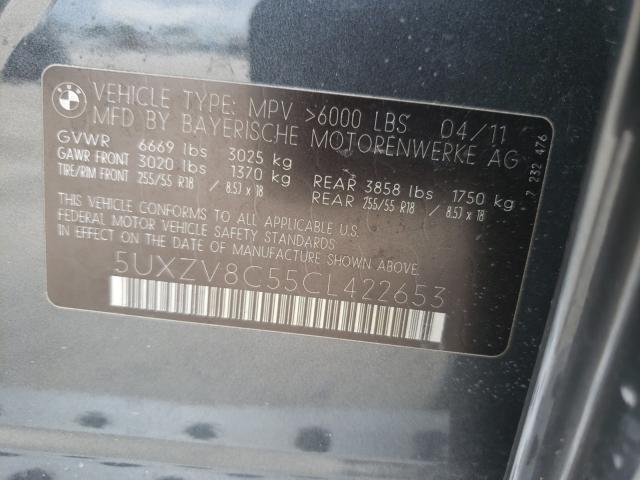 VEHICLE TYPE: MPV >6000 LBS 04/11
MFD BY BAYERISCHE MOTORENWERKE AG
GVWR 6669 lbs 3025 kg
GAWR FRONT 3020 lbs 1370 kg REAR 3858 lbs 1750 kg
TIRE/RIM FRONT 255/55 R18 / 8.5J x 18 REAR 255/55 R18 / 8.5J x 18
THIS VEHICLE CONFORMS TO ALL APPLICABLE U.S.
FEDERAL MOTOR VEHICLE SAFETY STANDARDS
IN EFFECT ON THE DATE OF MANUFACTURE SHOWN ABOVE
5UXZV8C55CL422653
7 232 476